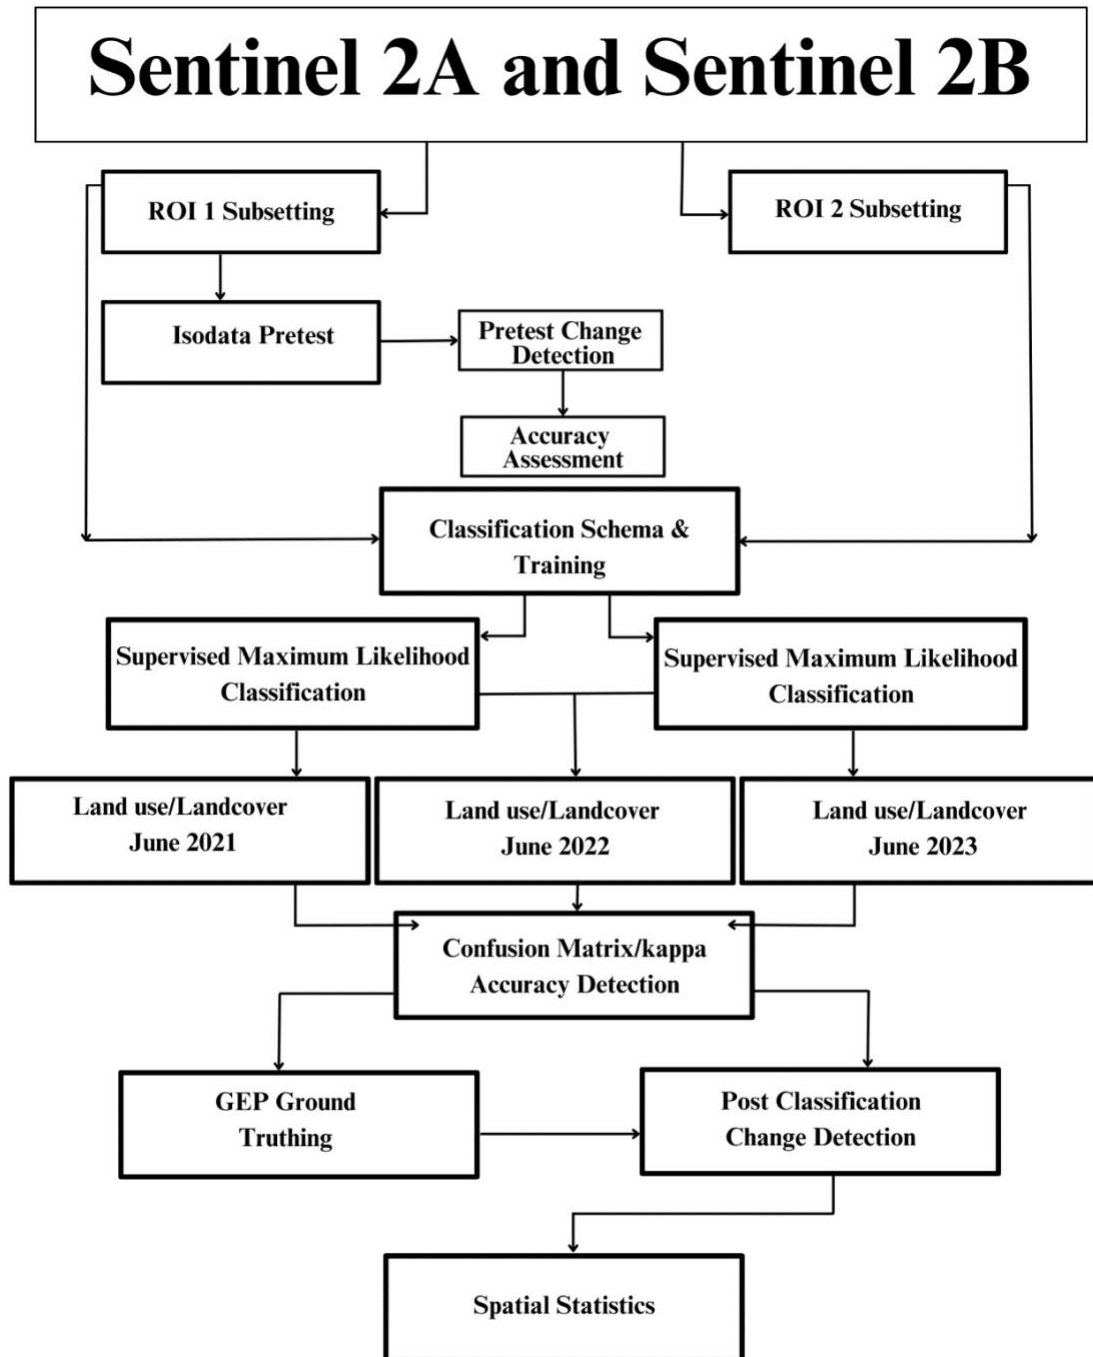 Sentinel 2A and Sentinel 2B
ROI 1 Subsetting
ROI 2 Subsetting
Isodata Pretest
Pretest Change
Detection
Accuracy
Assessment
Classification Schema &
Training
Supervised Maximum Likelihood
Classification
Supervised Maximum Likelihood
Classification
Land use/Landcover
June 2021
Land use/Landcover
June 2022
Land use/Landcover
June 2023
Confusion Matrix/kappa
Accuracy Detection
GEP Ground
Truthing
Post Classification
Change Detection
Spatial Statistics